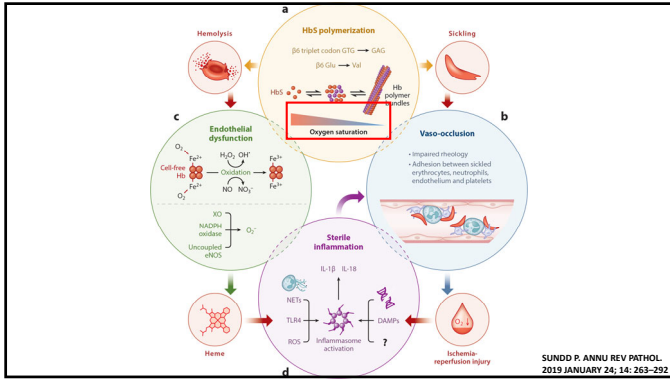 a
Hemolysis
HbS polymerization
Sickling
β6 triplet codon GTG → GAG
β6 Glu → Val
HbS
Hb
polymer
bundles
Oxygen saturation
c
Endothelial
dysfunction
O₂
Fe²⁺
Cell-free
Hb
Fe²⁺
O₂
H₂O₂ OH•
Oxidation
NO NO₃⁻
Fe³⁺
Fe³⁺
XO
NADPH
oxidase
Uncoupled
eNOS
O₂⁻
b
Vaso-occlusion
• Impaired rheology
• Adhesion between sickled
erythrocytes, neutrophils,
endothelium and platelets
Sterile
inflammation
IL-1β IL-18
NETs
TLR4
ROS
DAMPs
?
Inflammasome
activation
d
Heme
O₂↓
Ischemia-
reperfusion injury
SUNDD P. ANNU REV PATHOL.
2019 JANUARY 24; 14: 263–292